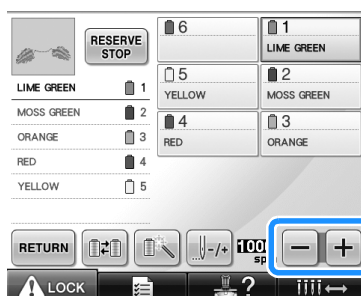 RESERVE STOP
6
1
LIME GREEN
5
YELLOW
2
MOSS GREEN
4
RED
3
ORANGE
LIME GREEN 1
MOSS GREEN 2
ORANGE 3
RED 4
YELLOW 5
RETURN
-/+
100
sp
− +
LOCK
?